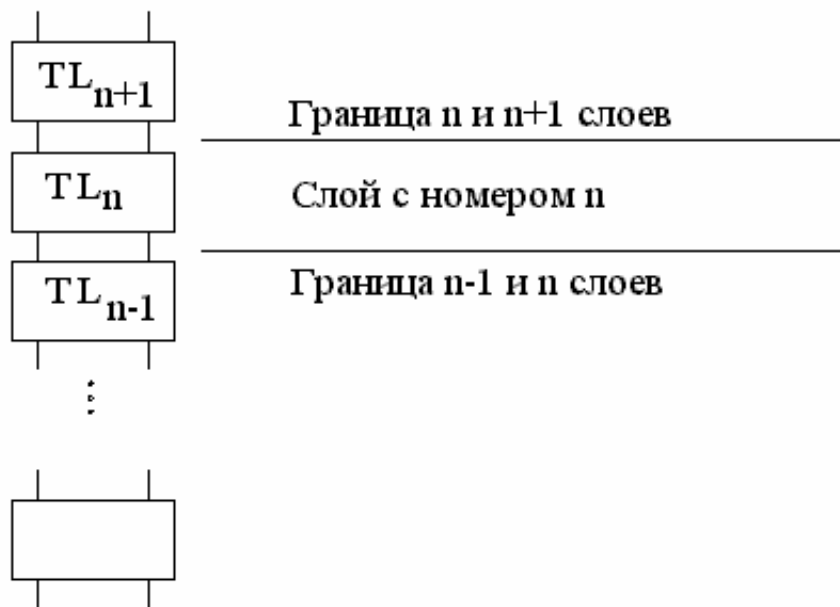 TLn+1
Граница n и n+1 слоев
TLn
Слой с номером n
TLn-1
Граница n-1 и n слоев